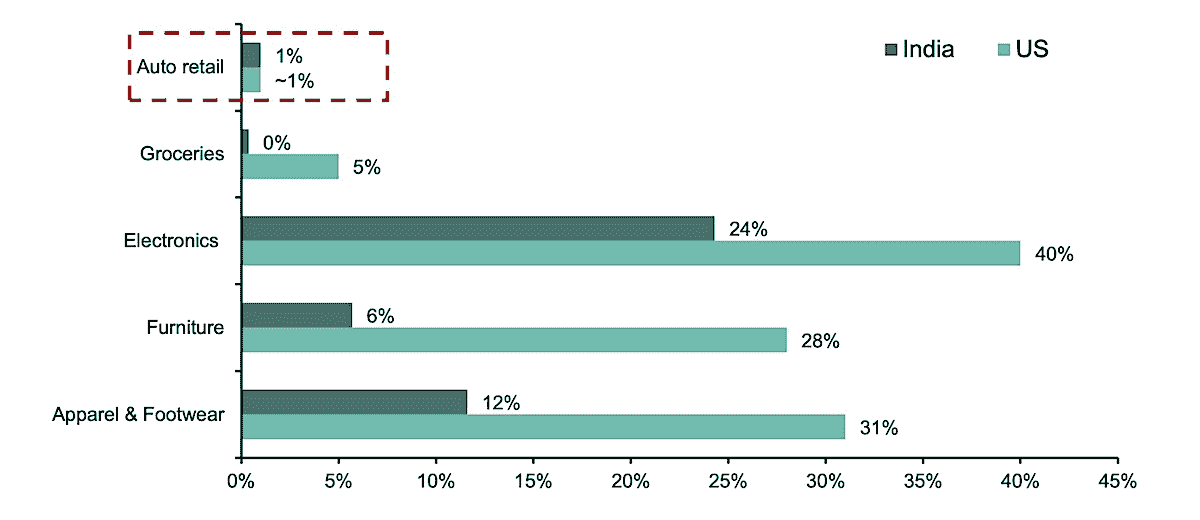 India US
Auto retail 1%
~1%
Groceries 0%
5%
Electronics 24%
40%
Furniture 6%
28%
Apparel & Footwear 12%
31%
0% 5% 10% 15% 20% 25% 30% 35% 40% 45%